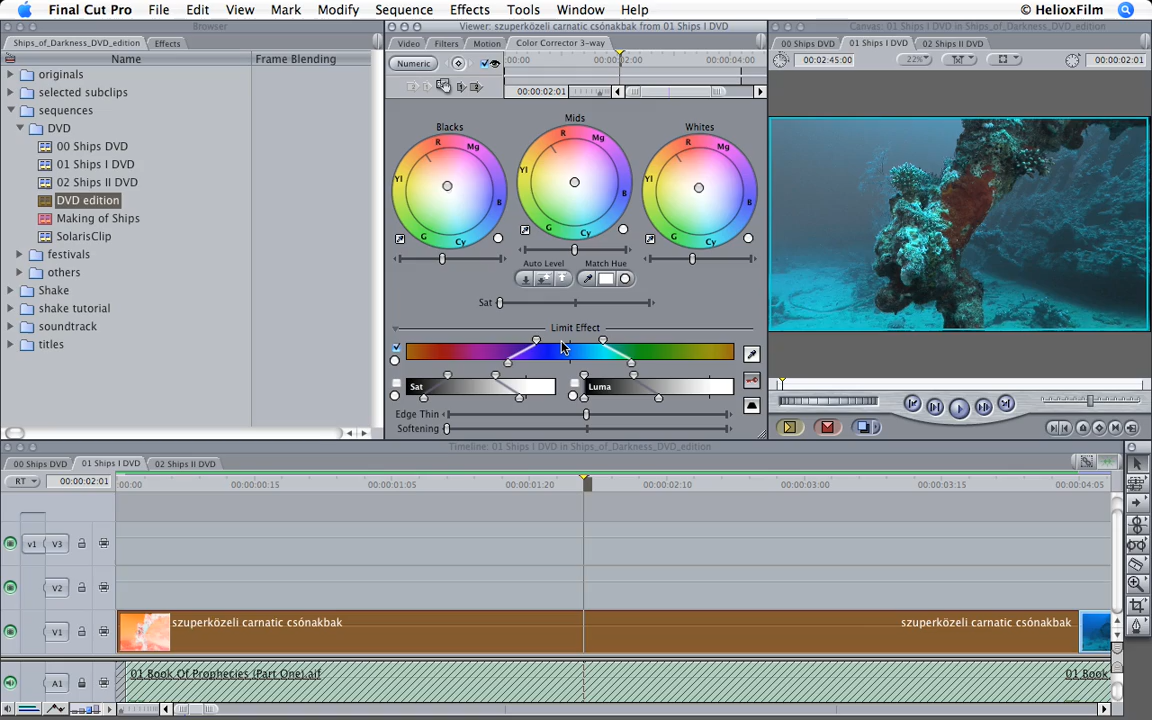 Final Cut Pro File Edit View Mark Modify Sequence Effects Tools Window Help © HelioxFilm
Browser
Ships_of_Darkness_DVD_edition Effects
Name Frame Blending
originals
selected subclips
sequences
DVD
00 Ships DVD
01 Ships I DVD
02 Ships II DVD
DVD edition
Making of Ships
SolarisClip
festivals
others
Shake
shake tutorial
soundtrack
titles
Viewer: szuperközeli carnatic csónakbak from 01 Ships I DVD
Video Filters Motion Color Corrector 3-way
Numeric
:00:00 00:00:02:00 00:00:04:00
00:00:02:01
Blacks Mids Whites
R Mg B Cy G Yl
R Mg B Cy G Yl
R Mg B Cy G Yl
Auto Level Match Hue
Sat
Limit Effect
Sat Luma
Edge Thin
Softening
Canvas: 01 Ships I DVD in Ships_of_Darkness_DVD_edition
00 Ships DVD 01 Ships I DVD 02 Ships II DVD
00:02:45:00 22% 00:00:02:01
Timeline: 01 Ships I DVD in Ships_of_Darkness_DVD_edition
00 Ships DVD 01 Ships I DVD 02 Ships II DVD
RT 00:00:02:01 :00:00 00:00:00:15 00:00:01:05 00:00:01:20 00:00:02:10 00:00:03:00 00:00:03:15 00:00:04:05
v1 V3
V2
V1 szuperközeli carnatic csónakbak szuperközeli carnatic csónakbak
A1 01 Book Of Prophecies (Part One).aif 01 Book